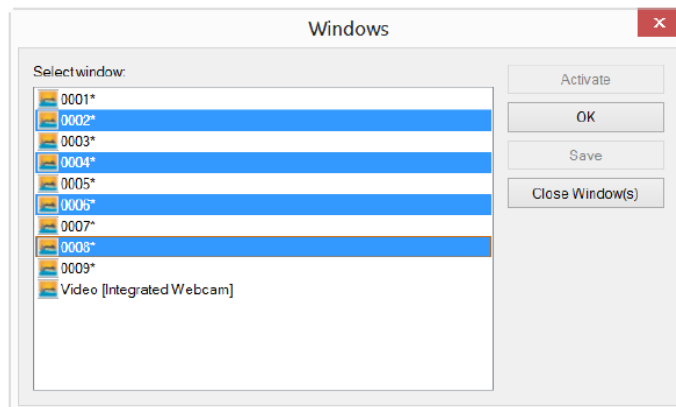 Windows
x
Select window:
Activate
0001*
0002*
OK
0003*
0004*
Save
0005*
0006*
Close Window(s)
0007*
0008*
0009*
Video [Integrated Webcam]